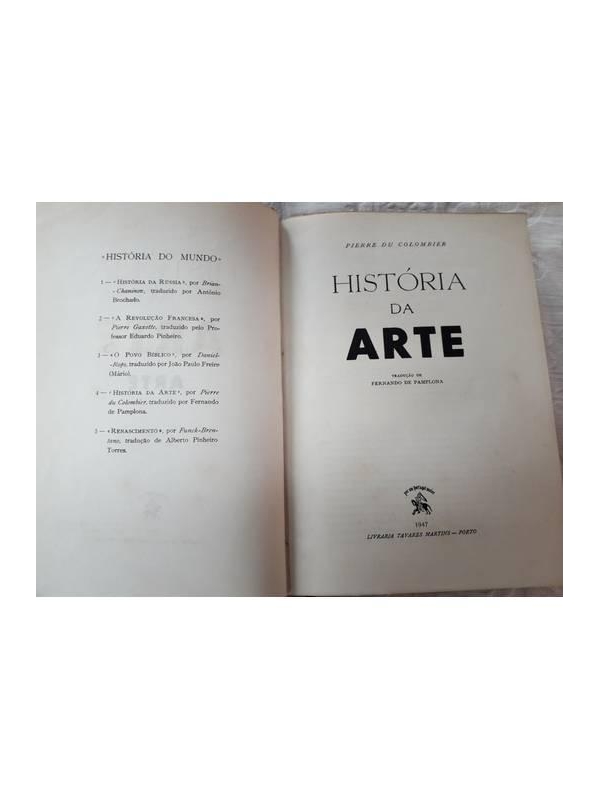 «HISTÓRIA DO MUNDO»
1 — «HISTÓRIA DA RÚSSIA», por Brian-
-Chaninov, traduzido por António
Brochado.
2 — «A REVOLUÇÃO FRANCESA», por
Pierre Gaxotte, traduzido pelo Pro-
fessor Eduardo Pinheiro.
3 — «O POVO BÍBLICO», por Daniel-
-Rops, traduzido por João Paulo Freire
(Mário).
4 — «HISTÓRIA DA ARTE», por Pierre
du Colombier, traduzido por Fernando
de Pamplona.
5 — «RENASCIMENTO», por Funck-Bren-
tano, tradução de Alberto Pinheiro
Torres.
PIERRE DU COLOMBIER
HISTÓRIA
DA
ARTE
TRADUÇÃO DE
FERNANDO DE PAMPLONA
1947
LIVRARIA TAVARES MARTINS — PORTO